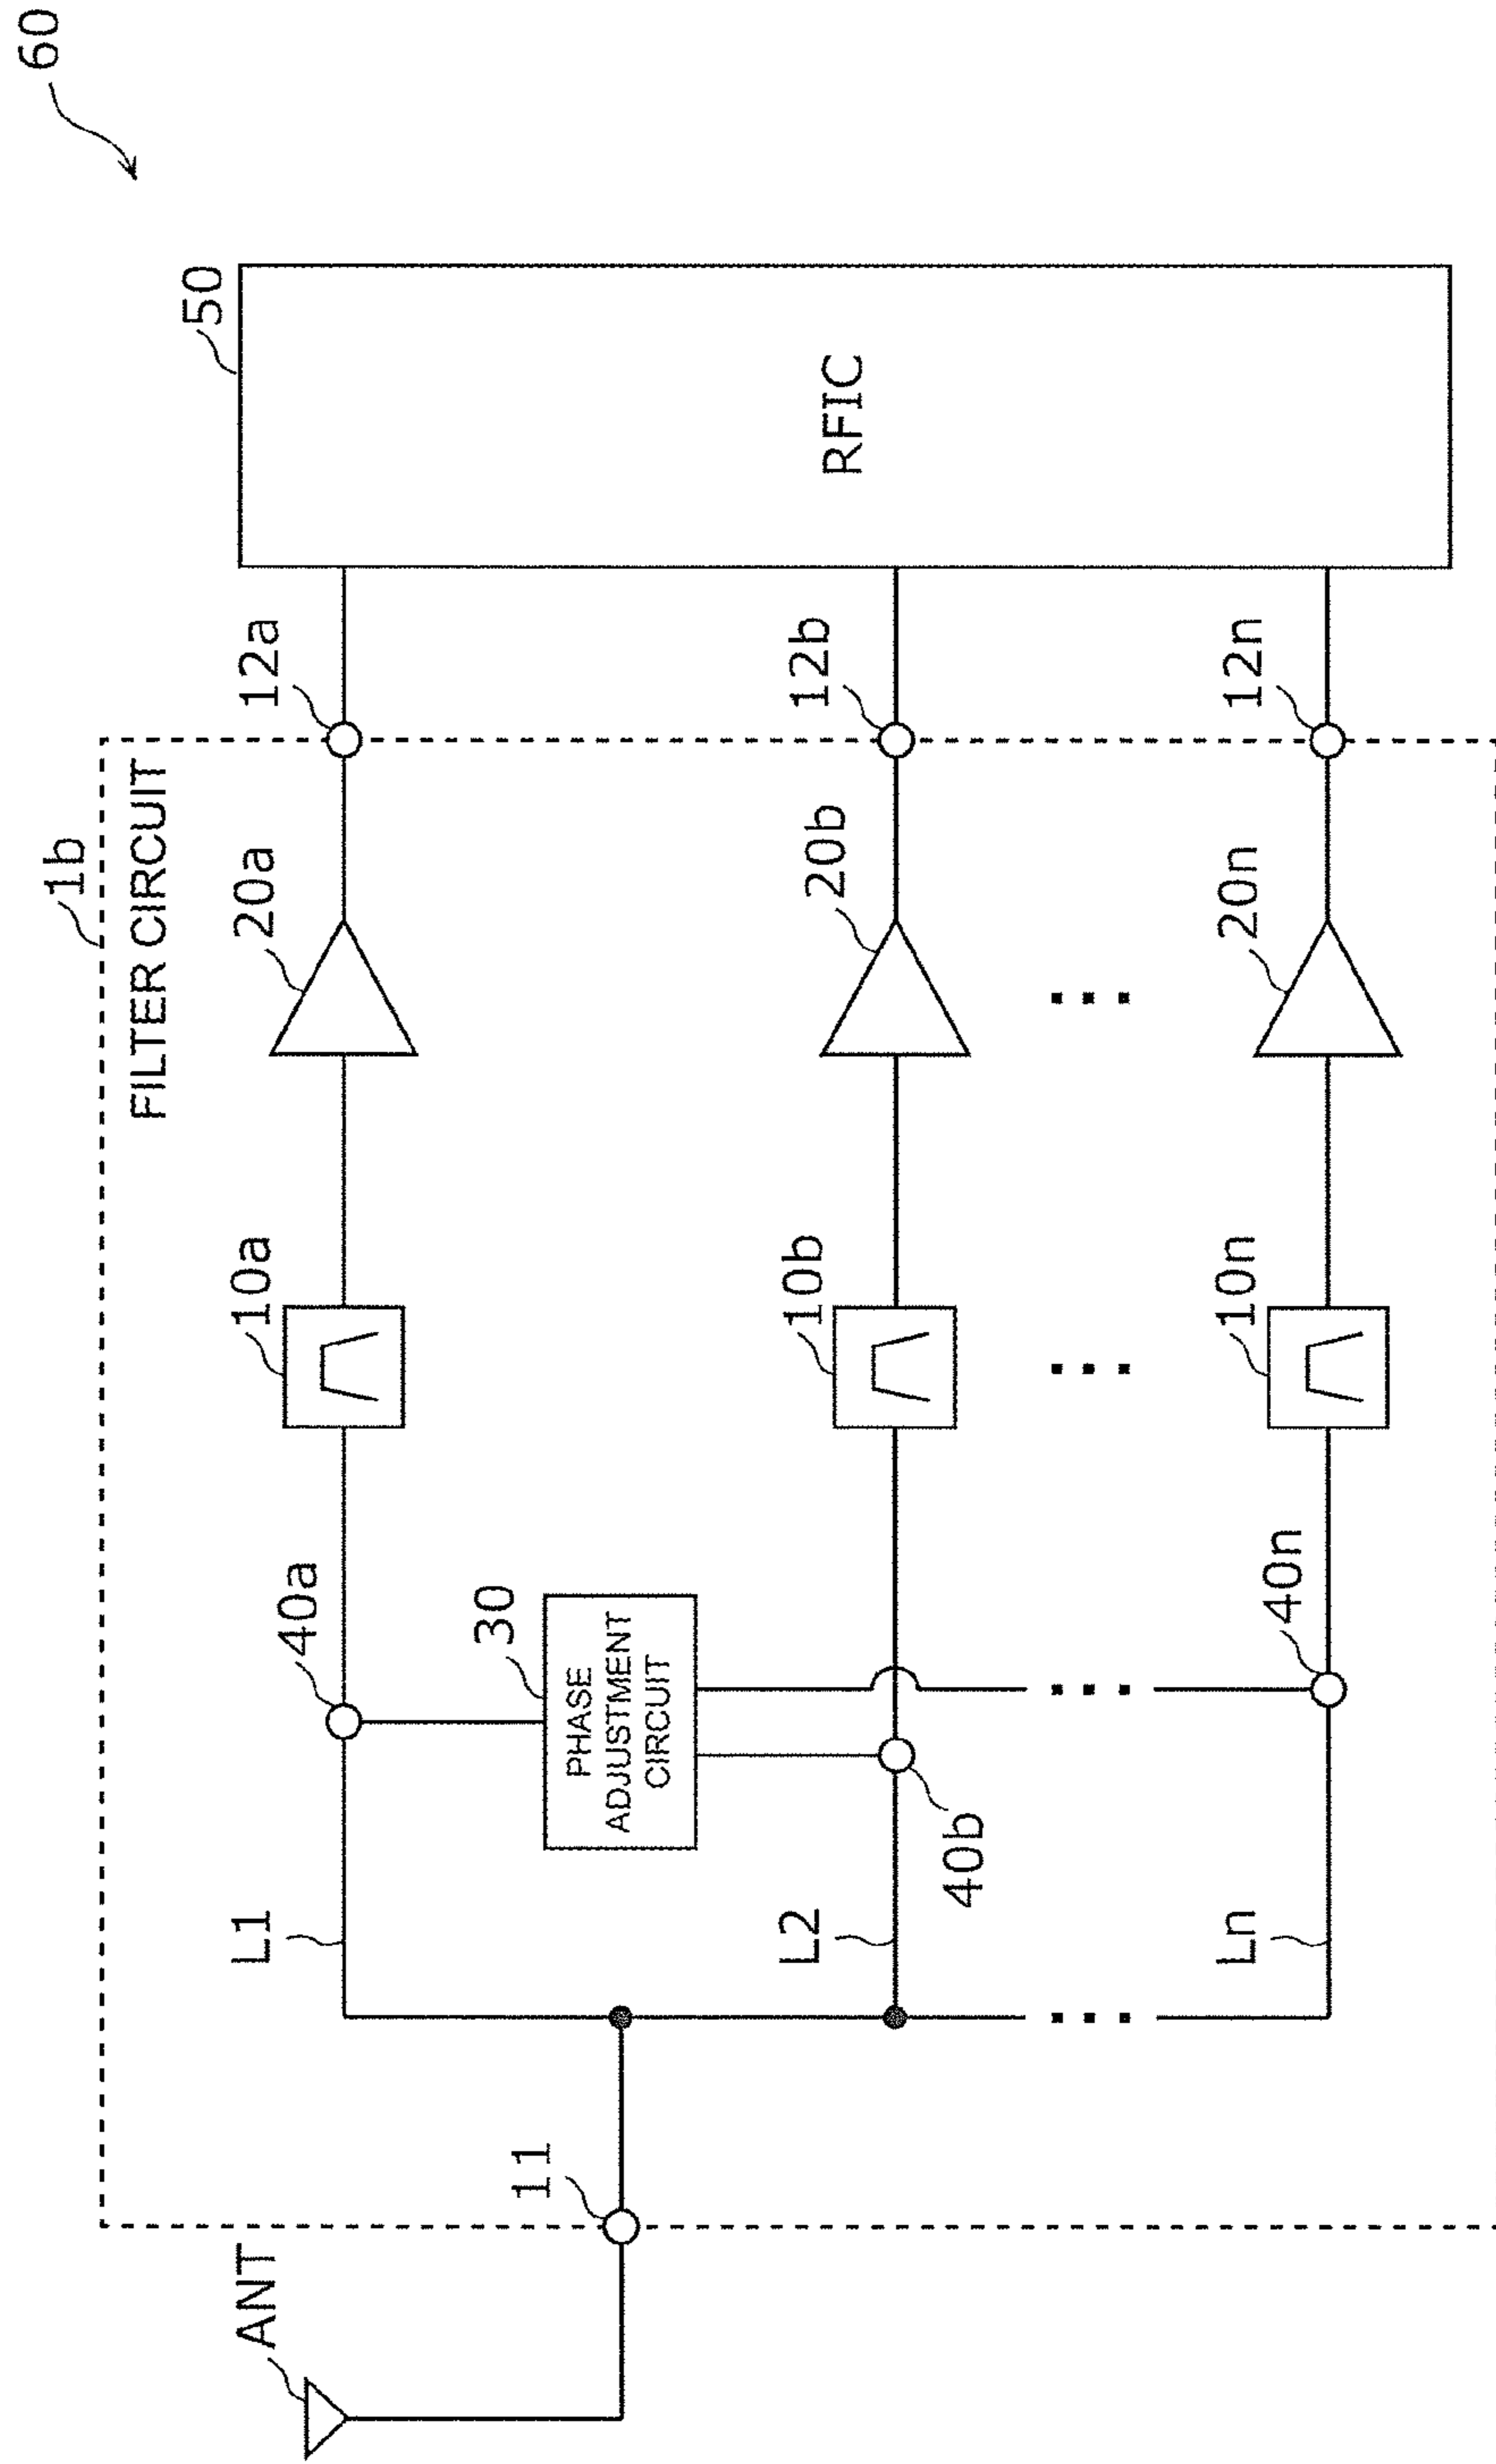 60
1b
50
FILTER CIRCUIT
ANT
L1
40a
10a
20a
12a
11
30
PHASE
ADJUSTMENT
CIRCUIT
RFIC
L2
40b
10b
20b
12b
Ln
40n
10n
20n
12n